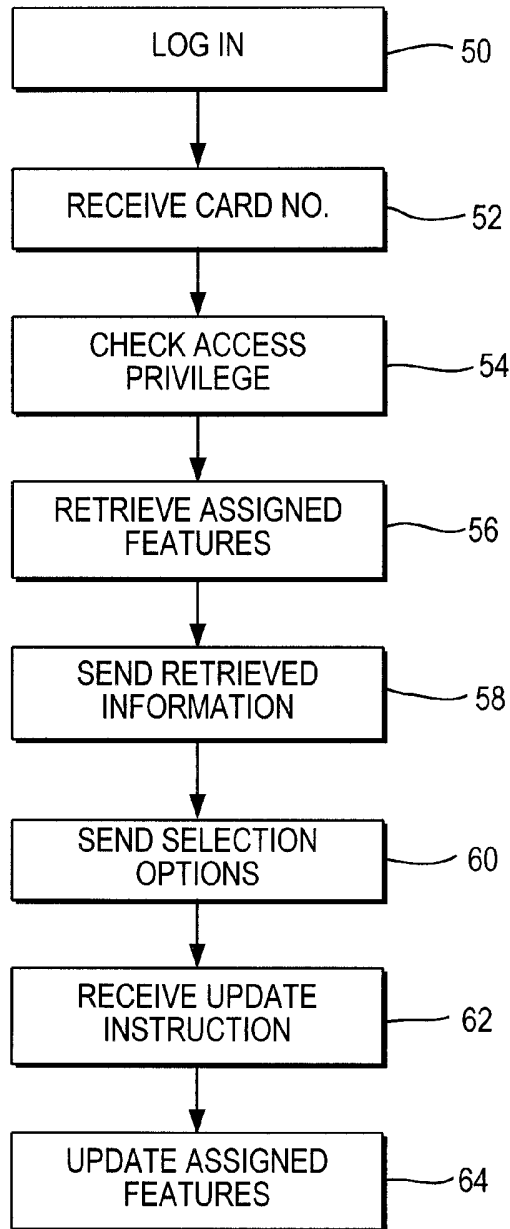 LOG IN
50
RECEIVE CARD NO.
52
CHECK ACCESS
PRIVILEGE
54
RETRIEVE ASSIGNED
FEATURES
56
SEND RETRIEVED
INFORMATION
58
SEND SELECTION
OPTIONS
60
RECEIVE UPDATE
INSTRUCTION
62
UPDATE ASSIGNED
FEATURES
64